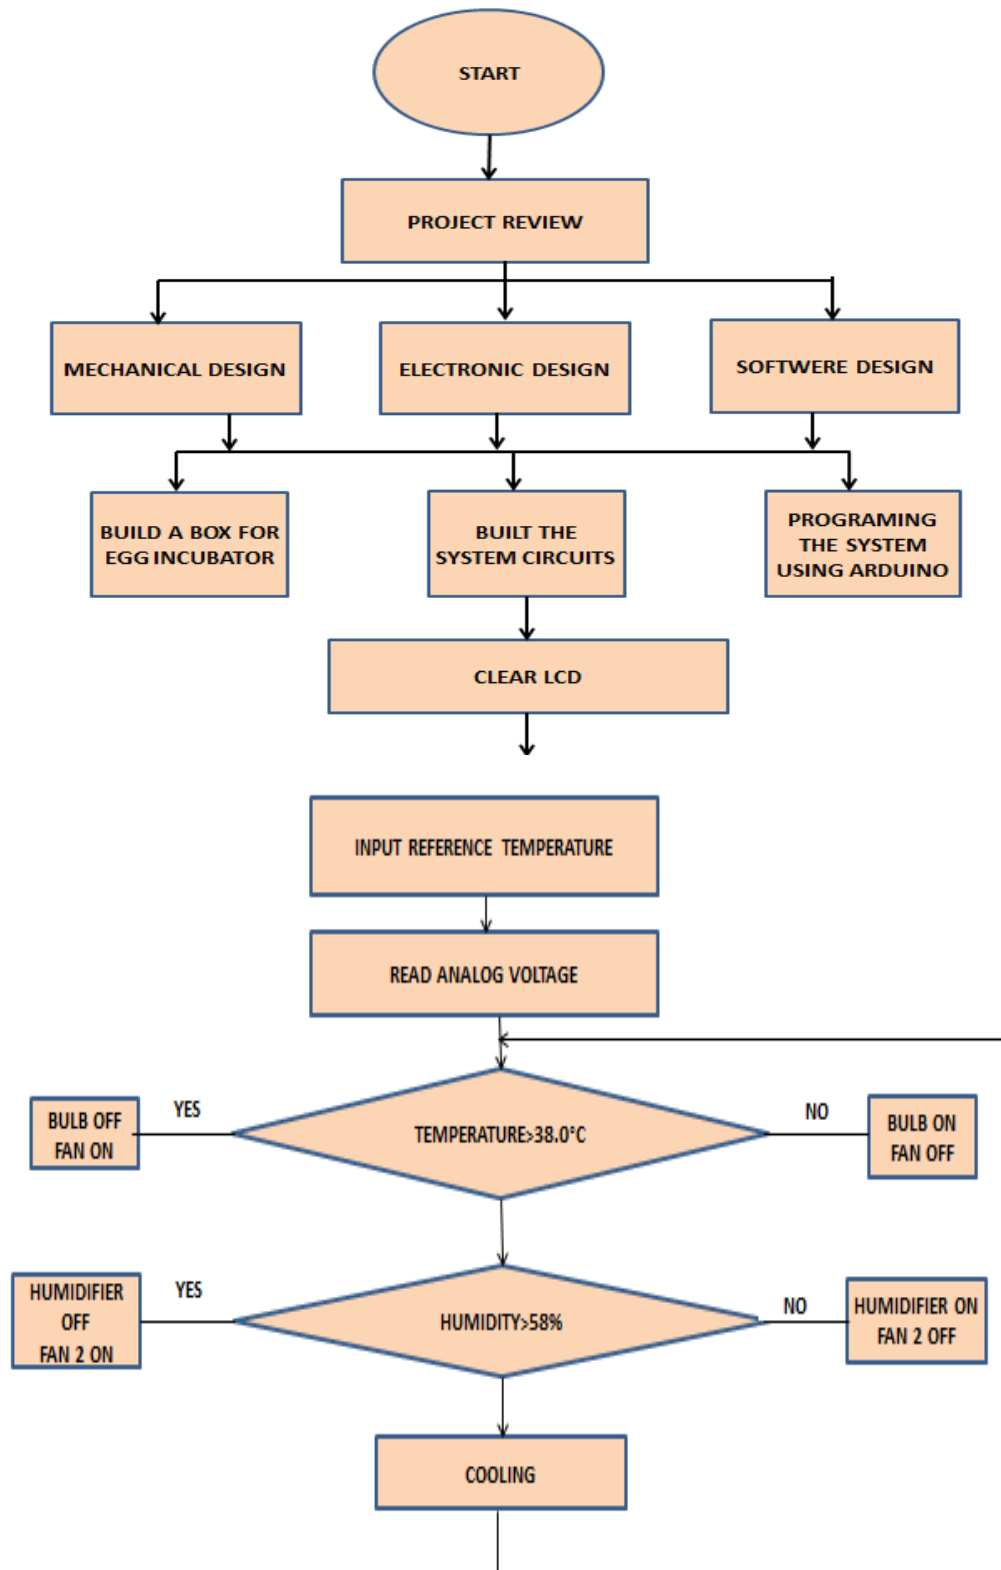 START
PROJECT REVIEW
MECHANICAL DESIGN
ELECTRONIC DESIGN
SOFTWERE DESIGN
BUILD A BOX FOR
EGG INCUBATOR
BUILT THE
SYSTEM CIRCUITS
PROGRAMING
THE SYSTEM
USING ARDUINO
CLEAR LCD
INPUT REFERENCE TEMPERATURE
READ ANALOG VOLTAGE
BULB OFF
FAN ON
YES
TEMPERATURE>38.0°C
NO
BULB ON
FAN OFF
HUMIDIFIER
OFF
FAN 2 ON
YES
HUMIDITY>58%
NO
HUMIDIFIER ON
FAN 2 OFF
COOLING